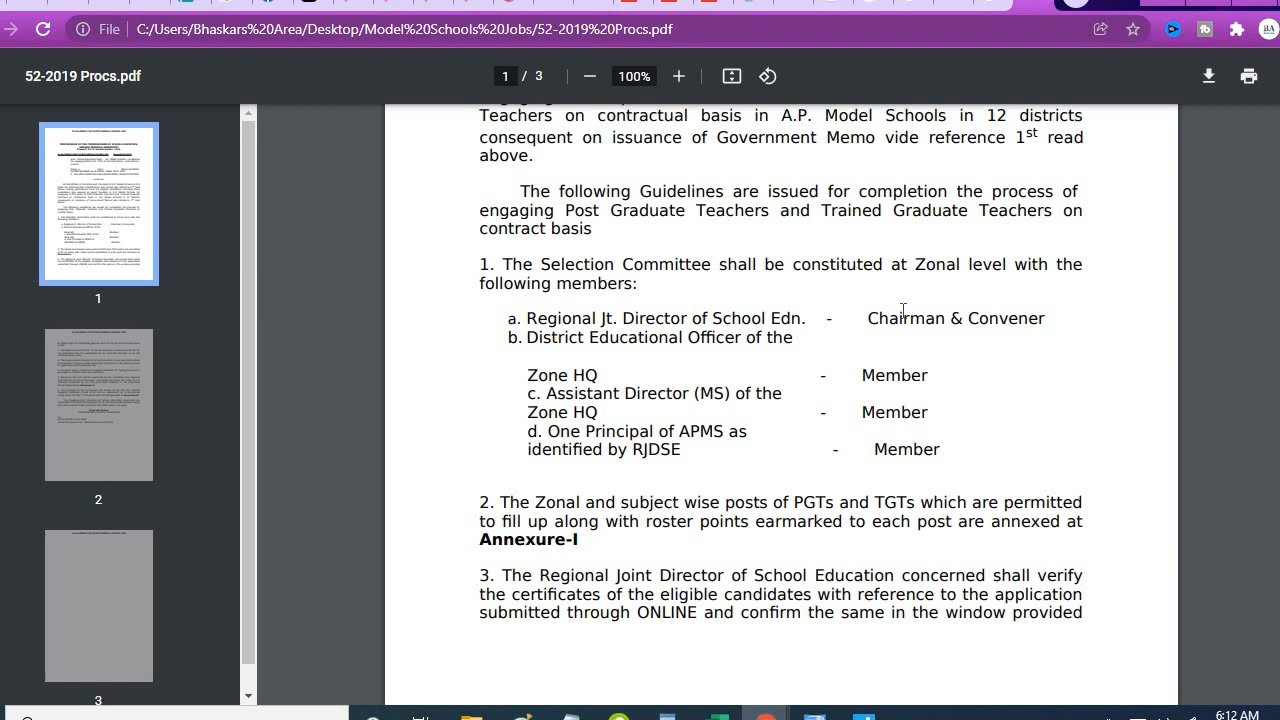 File C:/Users/Bhaskars%20Area/Desktop/Model%20Schools%20Jobs/52-2019%20Procs.pdf
52-2019 Procs.pdf
1 / 3
100%
Teachers on contractual basis in A.P. Model Schools in 12 districts
consequent on issuance of Government Memo vide reference 1st read
above.
The following Guidelines are issued for completion the process of
engaging Post Graduate Teachers and Trained Graduate Teachers on
contract basis
1. The Selection Committee shall be constituted at Zonal level with the
following members:
a. Regional Jt. Director of School Edn. - Chairman & Convener
b. District Educational Officer of the
Zone HQ - Member
c. Assistant Director (MS) of the
Zone HQ - Member
d. One Principal of APMS as
identified by RJDSE - Member
2. The Zonal and subject wise posts of PGTs and TGTs which are permitted
to fill up along with roster points earmarked to each post are annexed at
Annexure-I
3. The Regional Joint Director of School Education concerned shall verify
the certificates of the eligible candidates with reference to the application
submitted through ONLINE and confirm the same in the window provided
1
2
3
6:12 AM